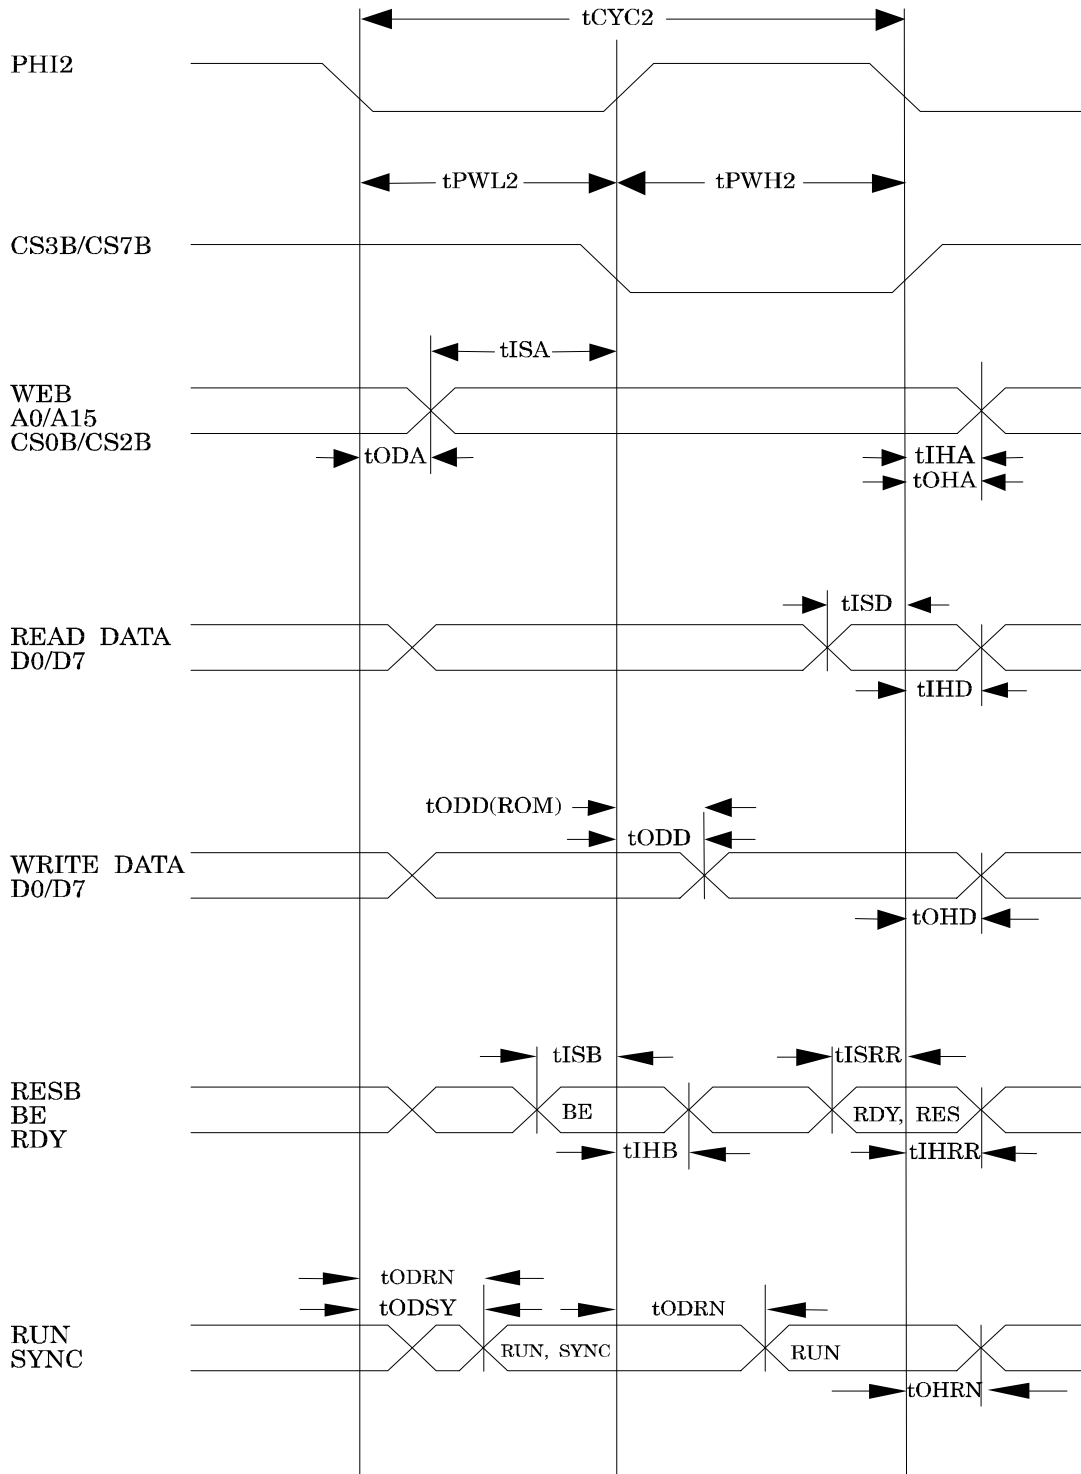 tCYC2
PHI2
tPWL2 tPWH2
CS3B/CS7B
tISA
WEB
A0/A15
CS0B/CS2B
tODA tIHA
tOHA
tISD
READ DATA
D0/D7
tIHD
tODD(ROM)
tODD
WRITE DATA
D0/D7
tOHD
tISB tISRR
RESB
BE
RDY
BE RDY, RES
tIHB tIHRR
tODRN
tODSY tODRN
RUN
SYNC
RUN, SYNC RUN
tOHRN